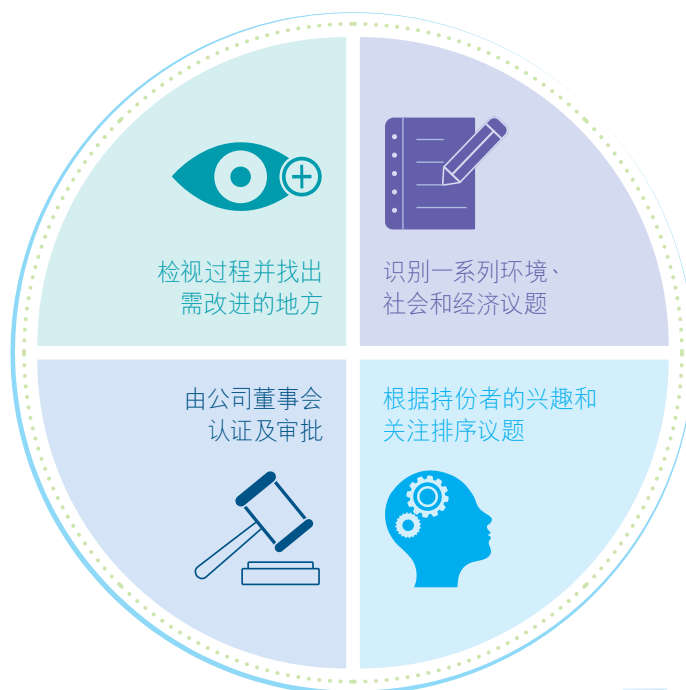 检视过程并找出
需改进的地方
识别一系列环境、
社会和经济议题
由公司董事会
认证及审批
根据持份者的兴趣和
关注排序议题